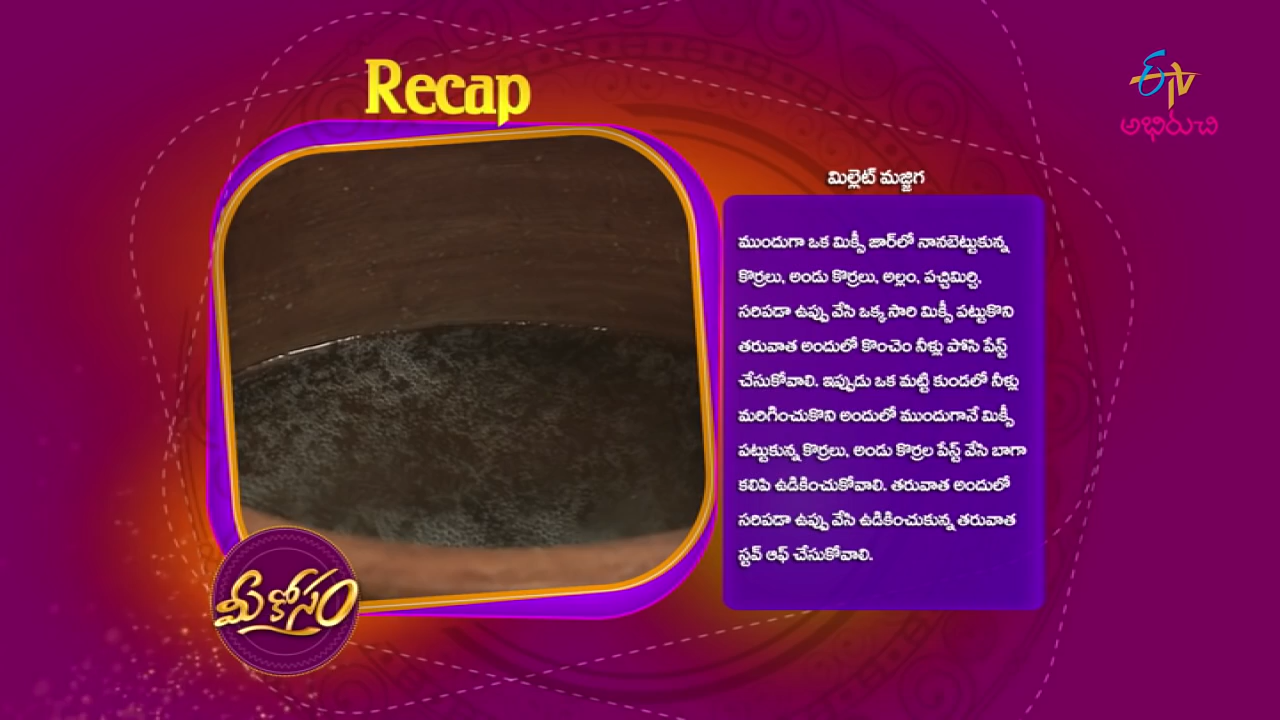 Recap
ETV
అభిరుచి
మిల్లెట్ మజ్జిగ
ముందుగా ఒక మిక్సీ జార్‌లో నానబెట్టుకున్న
కొర్రలు, అండు కొర్రలు, అల్లం, పచ్చిమిర్చి,
సరిపడా ఉప్పు వేసి ఒక్క సారి మిక్సీ పట్టుకొని
తరువాత అందులో కొంచెం నీళ్లు పోసి పేస్ట్
చేసుకోవాలి. ఇప్పుడు ఒక మట్టి కుండలో నీళ్లు
మరిగించుకొని అందులో ముందుగానే మిక్సీ
పట్టుకున్న కొర్రలు, అండు కొర్రల పేస్ట్ వేసి బాగా
కలిపి ఉడికించుకోవాలి. తరువాత అందులో
సరిపడా ఉప్పు వేసి ఉడికించుకున్న తరువాత
స్టవ్ ఆఫ్ చేసుకోవాలి.
మీ కోసం